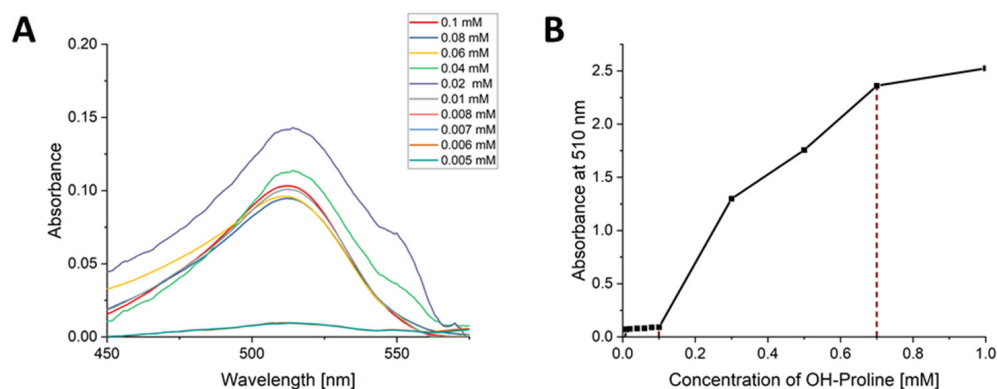 A
B
0.1 mM
0.08 mM
0.06 mM
0.04 mM
0.02 mM
0.01 mM
0.008 mM
0.007 mM
0.006 mM
0.005 mM
0.20
0.15
0.10
0.05
0.00
Absorbance
450
500
550
Wavelength [nm]
2.5
2.0
1.5
1.0
0.5
0.0
Absorbance at 510 nm
0.0
0.2
0.4
0.6
0.8
1.0
Concentration of OH-Proline [mM]